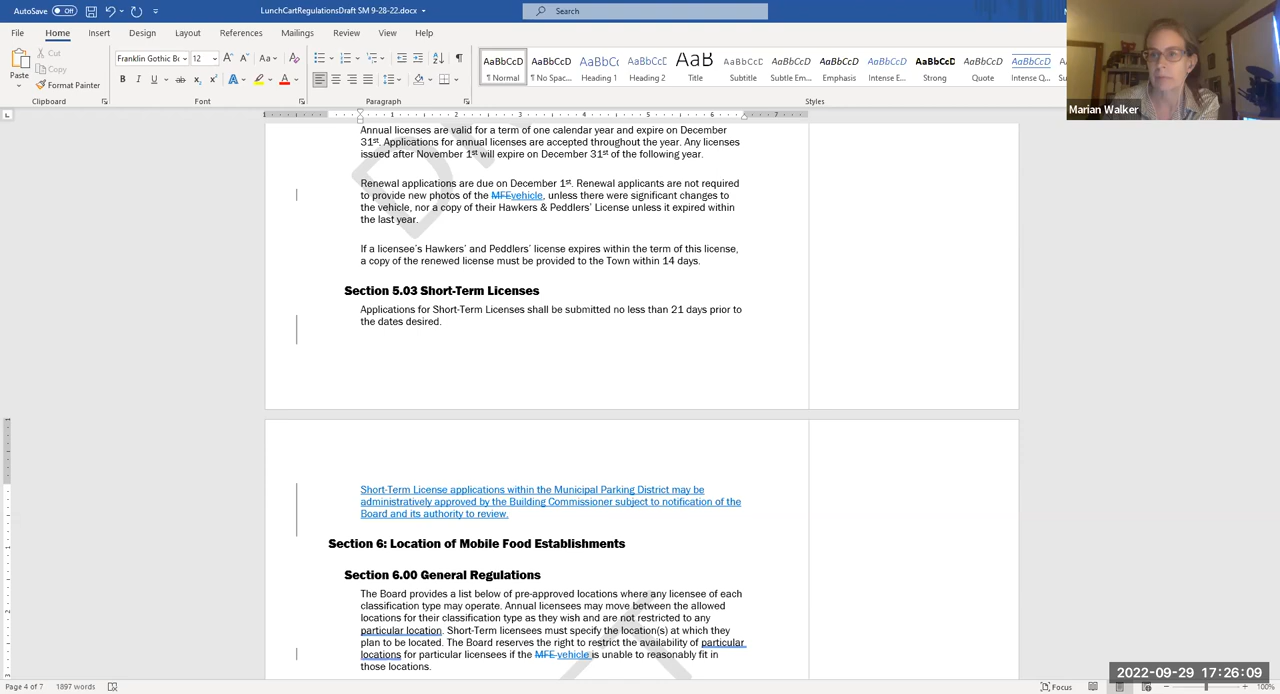 AutoSave Off LunchCartRegulationsDraft SM 9-28-22.docx Search
File Home Insert Design Layout References Mailings Review View Help
Paste Cut Copy Format Painter
Franklin Gothic B 12 Aa
B I U ab x₂ x² A A
AaBbCcD AaBbCcD AaBbCc AaBbCcD AaB AaBbCcD AaBbCcD AaBbCcD AaBbCcD AaBbCcD AaBbCcD AaBbCcD
¶ Normal ¶ No Spac... Heading 1 Heading 2 Title Subtitle Subtle Em... Emphasis Intense E... Strong Quote Intense Q...
Clipboard Font Paragraph Styles
Marian Walker
Annual licenses are valid for a term of one calendar year and expire on December
31st. Applications for annual licenses are accepted throughout the year. Any licenses
issued after November 1st will expire on December 31st of the following year.
Renewal applications are due on December 1st. Renewal applicants are not required
to provide new photos of the MFEvehicle, unless there were significant changes to
the vehicle, nor a copy of their Hawkers & Peddlers' License unless it expired within
the last year.
If a licensee's Hawkers' and Peddlers' license expires within the term of this license,
a copy of the renewed license must be provided to the Town within 14 days.
Section 5.03 Short-Term Licenses
Applications for Short-Term Licenses shall be submitted no less than 21 days prior to
the dates desired.
Short-Term License applications within the Municipal Parking District may be
administratively approved by the Building Commissioner subject to notification of the
Board and its authority to review.
Section 6: Location of Mobile Food Establishments
Section 6.00 General Regulations
The Board provides a list below of pre-approved locations where any licensee of each
classification type may operate. Annual licensees may move between the allowed
locations for their classification type as they wish and are not restricted to any
particular location. Short-Term licensees must specify the location(s) at which they
plan to be located. The Board reserves the right to restrict the availability of particular
locations for particular licensees if the MFE vehicle is unable to reasonably fit in
those locations.
2022-09-29 17:26:09
Page 4 of 7 1897 words Focus 100%